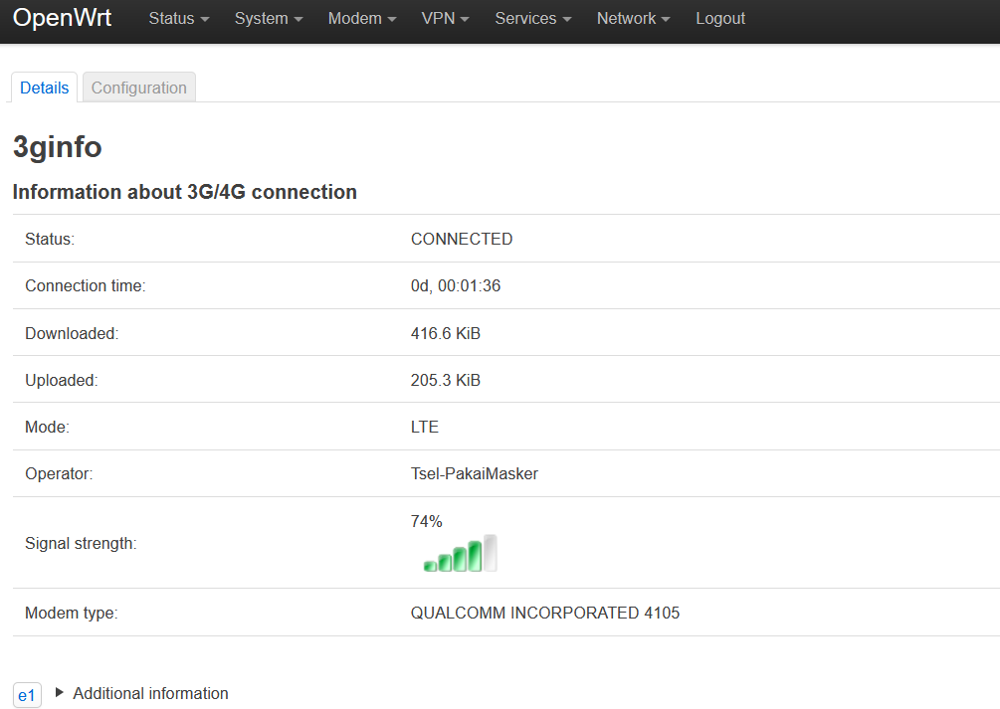 OpenWrt Status System Modem VPN Services Network Logout
Details Configuration
3ginfo
Information about 3G/4G connection
Status: CONNECTED
Connection time: 0d, 00:01:36
Downloaded: 416.6 KiB
Uploaded: 205.3 KiB
Mode: LTE
Operator: Tsel-PakaiMasker
Signal strength: 74%
Modem type: QUALCOMM INCORPORATED 4105
e1 Additional information